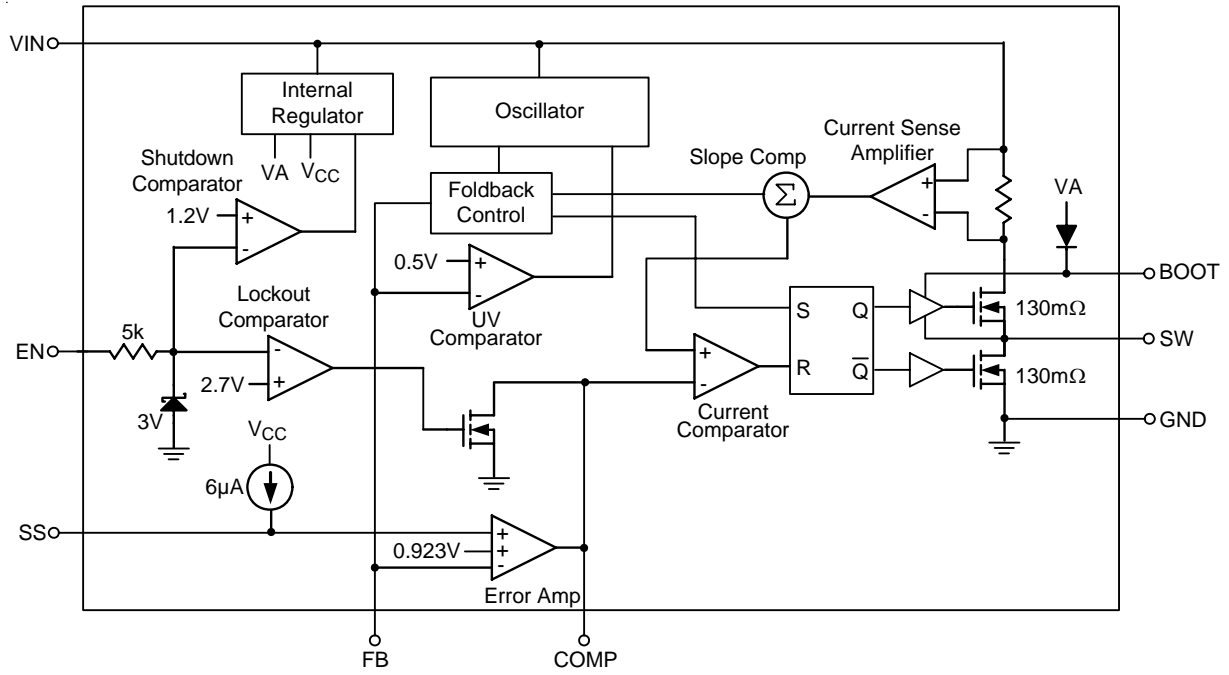 VIN
Internal
Regulator
Oscillator
Current Sense
Amplifier
Shutdown
Comparator
VA
VCC
Slope Comp
VA
Foldback
Control
Σ
+
-
1.2V
+
-
0.5V
+
-
BOOT
UV
Comparator
Lockout
Comparator
S
Q
130mΩ
5k
EN
SW
-
+
2.7V
+
-
R
Q
130mΩ
3V
Current
Comparator
GND
VCC
6µA
SS
+
0.923V
+
-
Error Amp
FB
COMP